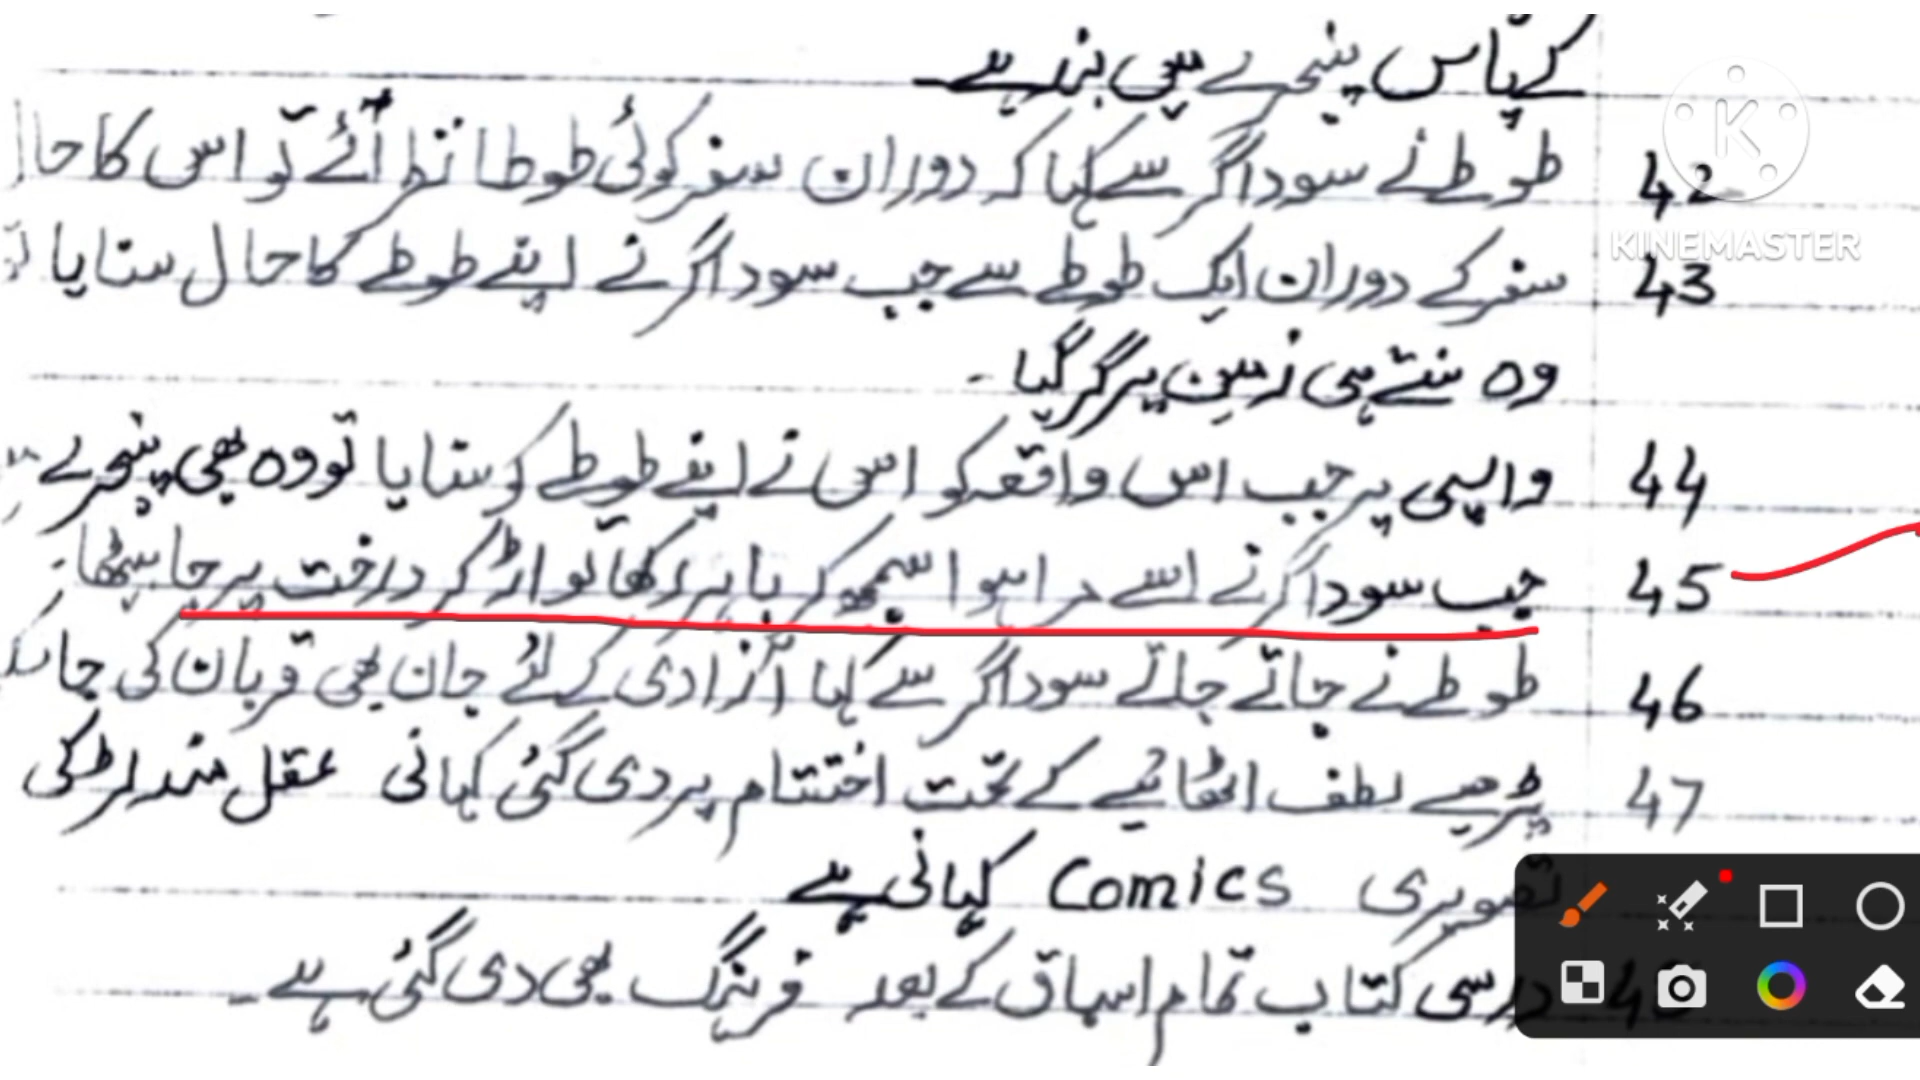 کے پاس پنجرے میں بند ہے۔
42 طوطے نے سوداگر سے کہا کہ دوران سفر کوئی طوطا نظر آئے تو اس کا حال
43 سفر کے دوران ایک طوطے سے جب سوداگر نے اپنے طوطے کا حال سنایا تو
وہ سنتے ہی زمین پر گر گیا۔
44 واپسی پر جب اس واقعہ کو اس نے اپنے طوطے کو سنایا تو وہ بھی پنجرے
45 جب سوداگر نے اسے مرا ہوا سمجھ کر باہر رکھا تو اڑ کر درخت پر جا بیٹھا۔
46 طوطے نے جاتے جاتے سوداگر سے کہا آزادی کے لئے جان بھی قربان کی جا
47 پڑھیے لطف اٹھائیے کے تحت اختتام پر دی گئی کہانی عقل مند لڑکی
تصویری Comics کہانی ہے
درسی کتاب تمام اسباق کے بعد فرہنگ بھی دی گئی ہے۔
KINEMASTER